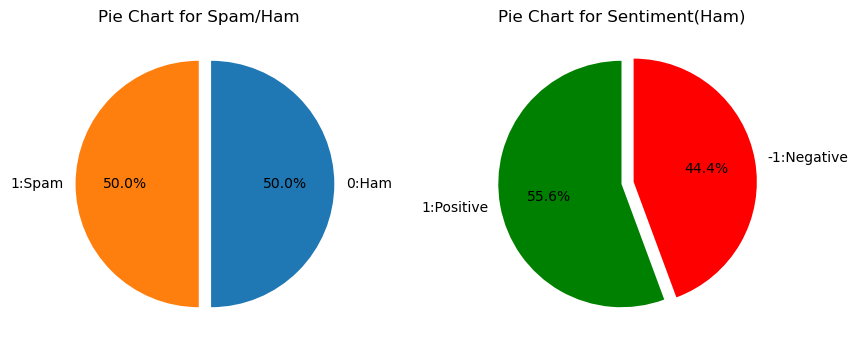 Pie Chart for Spam/Ham
1:Spam
50.0%
50.0%
0:Ham
Pie Chart for Sentiment(Ham)
1:Positive
55.6%
44.4%
-1:Negative